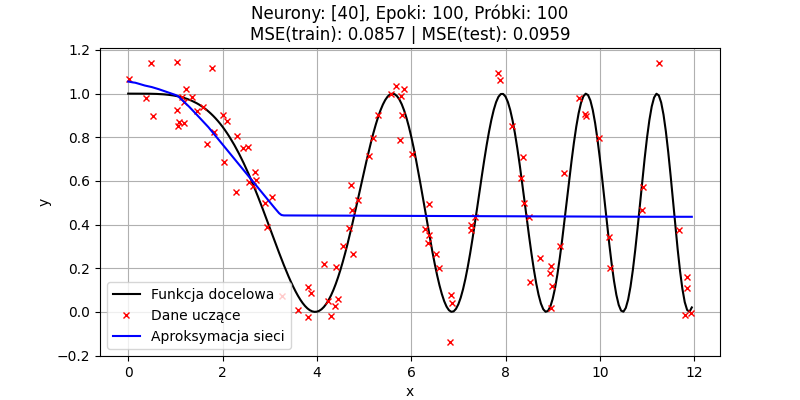 Neurony: [40], Epoki: 100, Próbki: 100
MSE(train): 0.0857 | MSE(test): 0.0959
1.2
1.0
0.8
0.6
0.4
0.2
0.0
−0.2
y
Funkcja docelowa
Dane uczące
Aproksymacja sieci
0 2 4 6 8 10 12
x